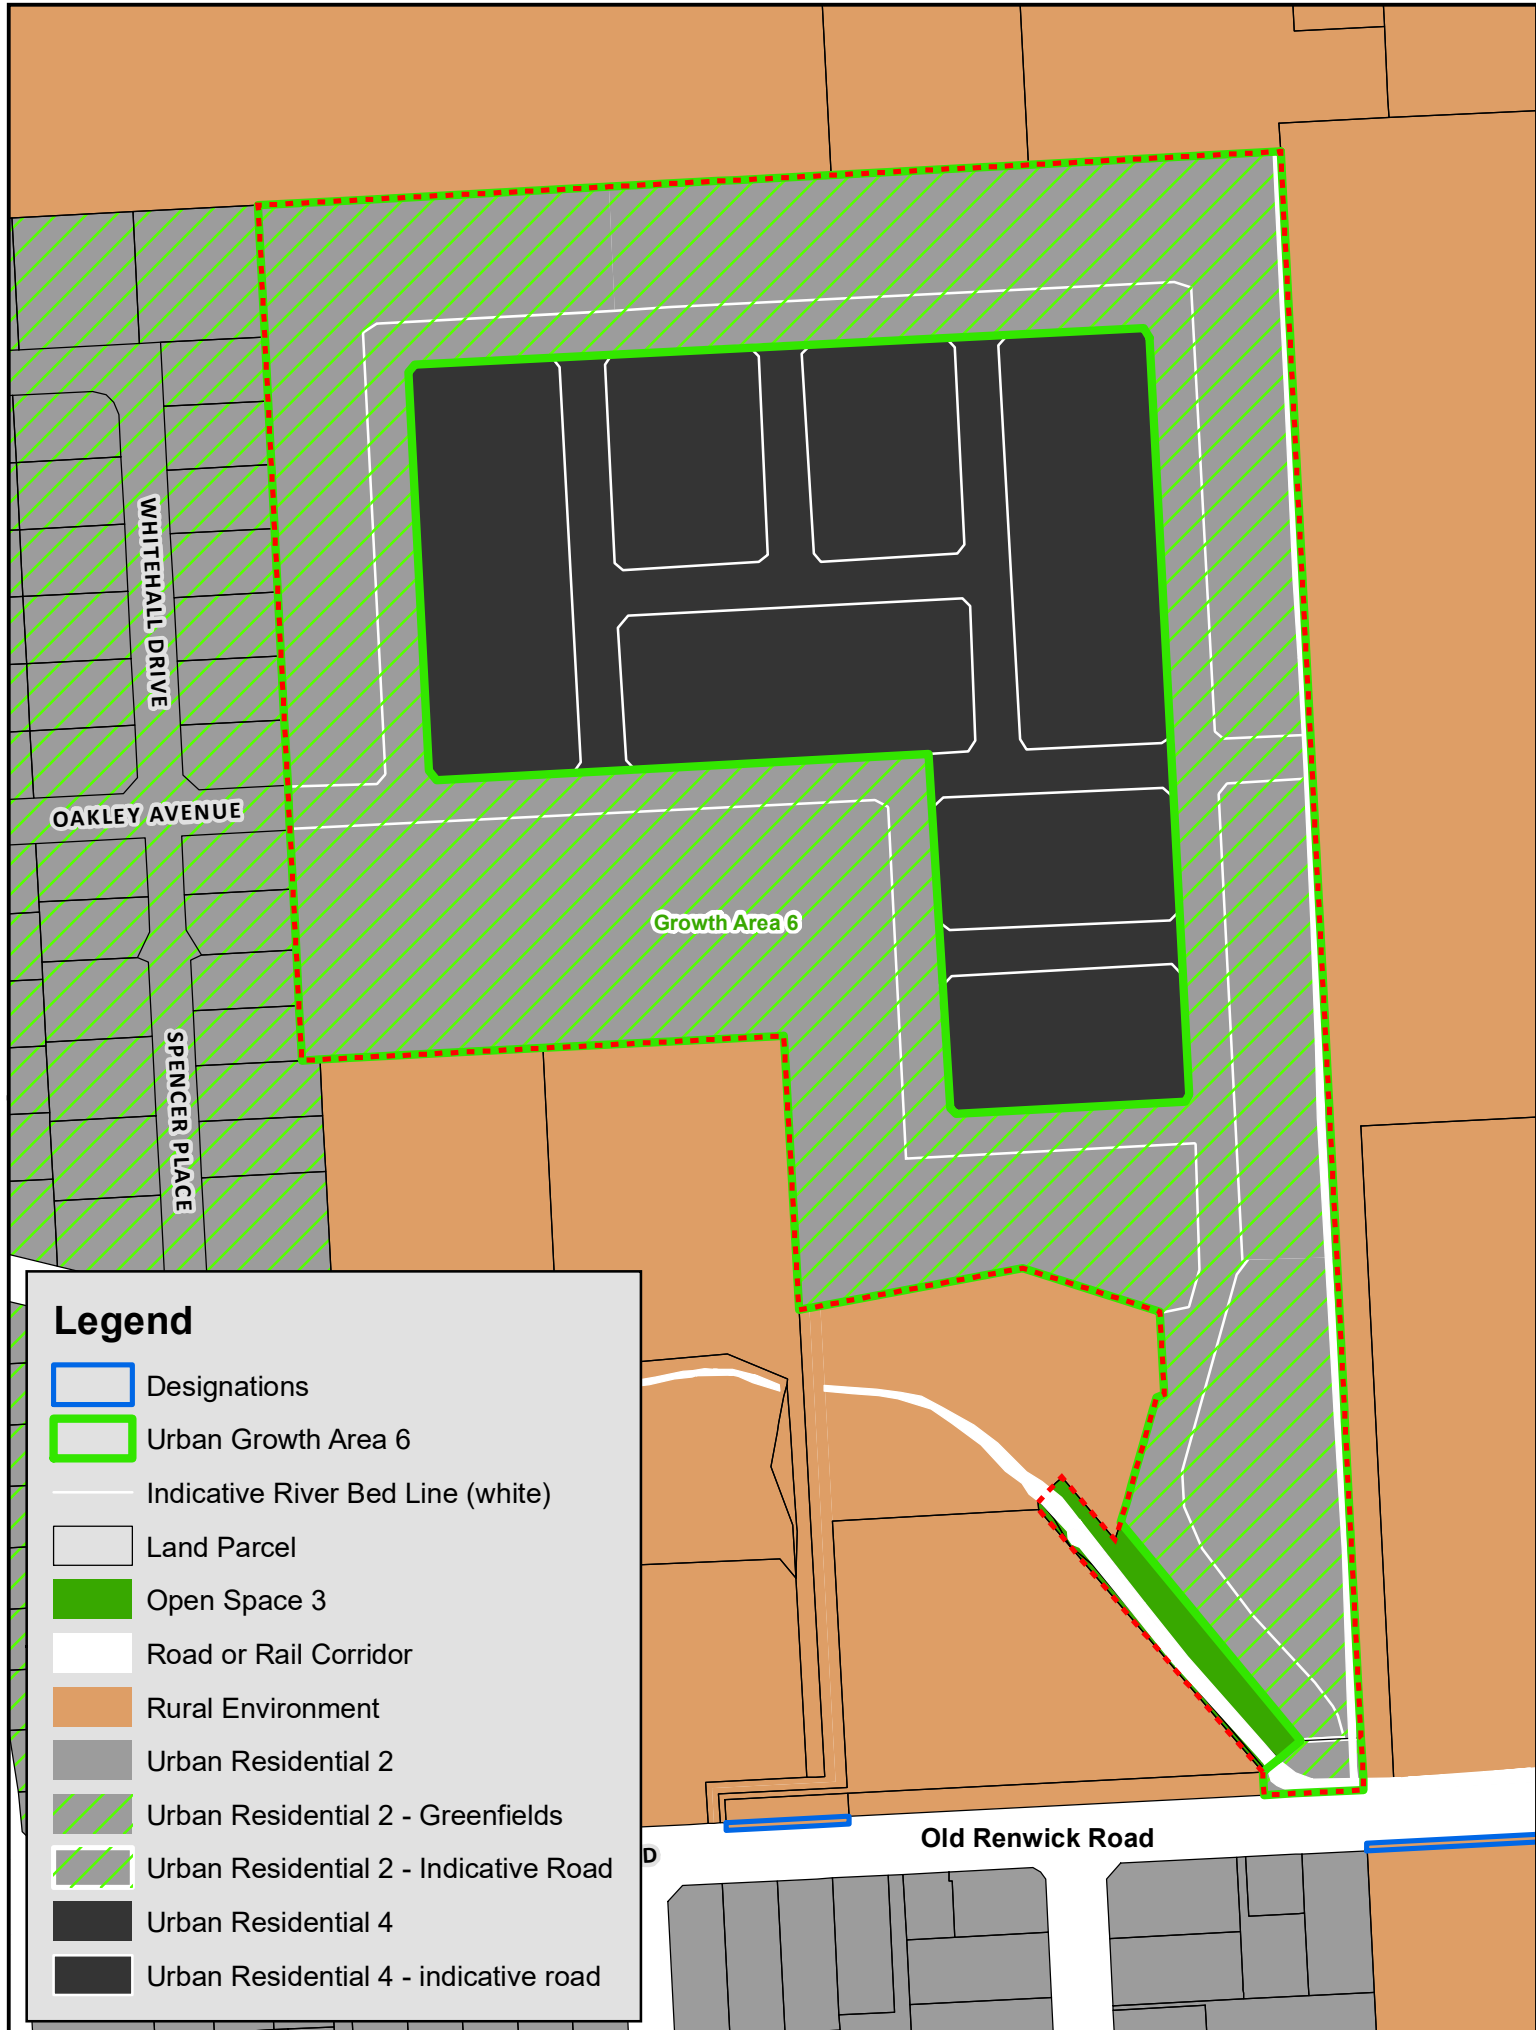 WHITEHALL DRIVE
OAKLEY AVENUE
Growth Area 6
SPENCER PLACE
Legend
Designations
Urban Growth Area 6
Indicative River Bed Line (white)
Land Parcel
Open Space 3
Road or Rail Corridor
Rural Environment
Urban Residential 2
Urban Residential 2 - Greenfields
Urban Residential 2 - Indicative Road
Urban Residential 4
Urban Residential 4 - indicative road
Old Renwick Road
D